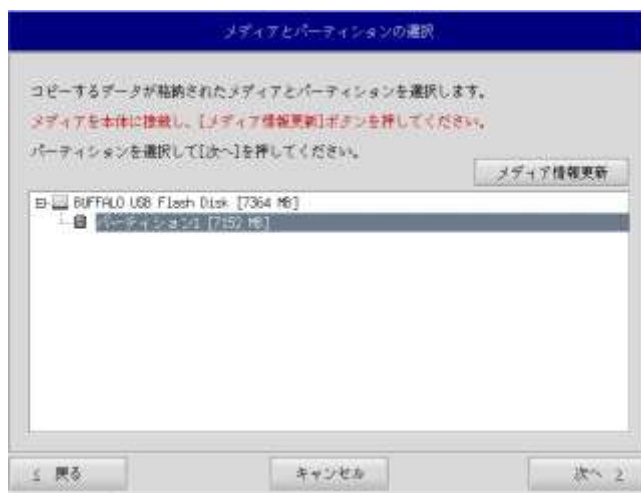 メディアとパーティションの選択
コピーするデータが格納されたメディアとパーティションを選択します。
メディアを本体に接続し、[メディア情報更新]ボタンを押してください。
パーティションを選択して[次へ]を押してください。
メディア情報更新
BUFFALO USB Flash Disk [7364 MB]
パーティション1 [7152 MB]
≤ 戻る
キャンセル
次へ ≥